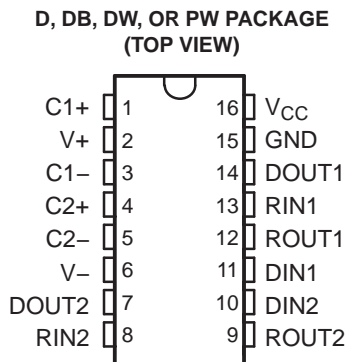 D, DB, DW, OR PW PACKAGE
(TOP VIEW)
C1+ 1 16 VCC
V+ 2 15 GND
C1− 3 14 DOUT1
C2+ 4 13 RIN1
C2− 5 12 ROUT1
V− 6 11 DIN1
DOUT2 7 10 DIN2
RIN2 8 9 ROUT2